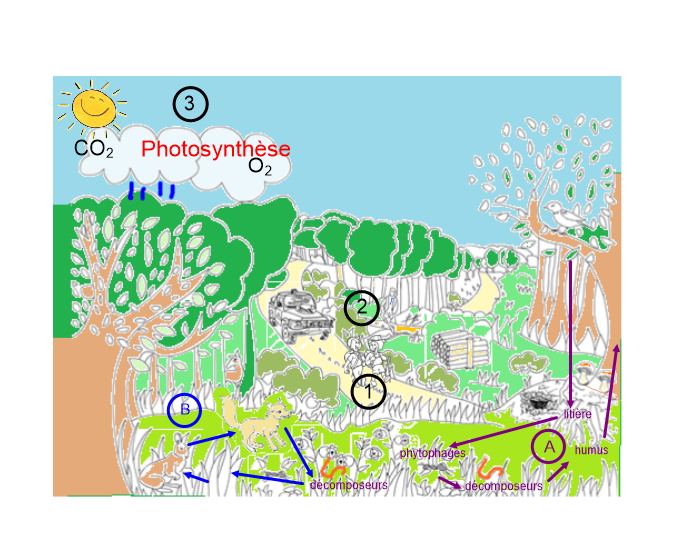 3
CO₂
Photosynthèse
O₂
2
1
B
litière
phytophages
A
humus
décomposeurs
décomposeurs